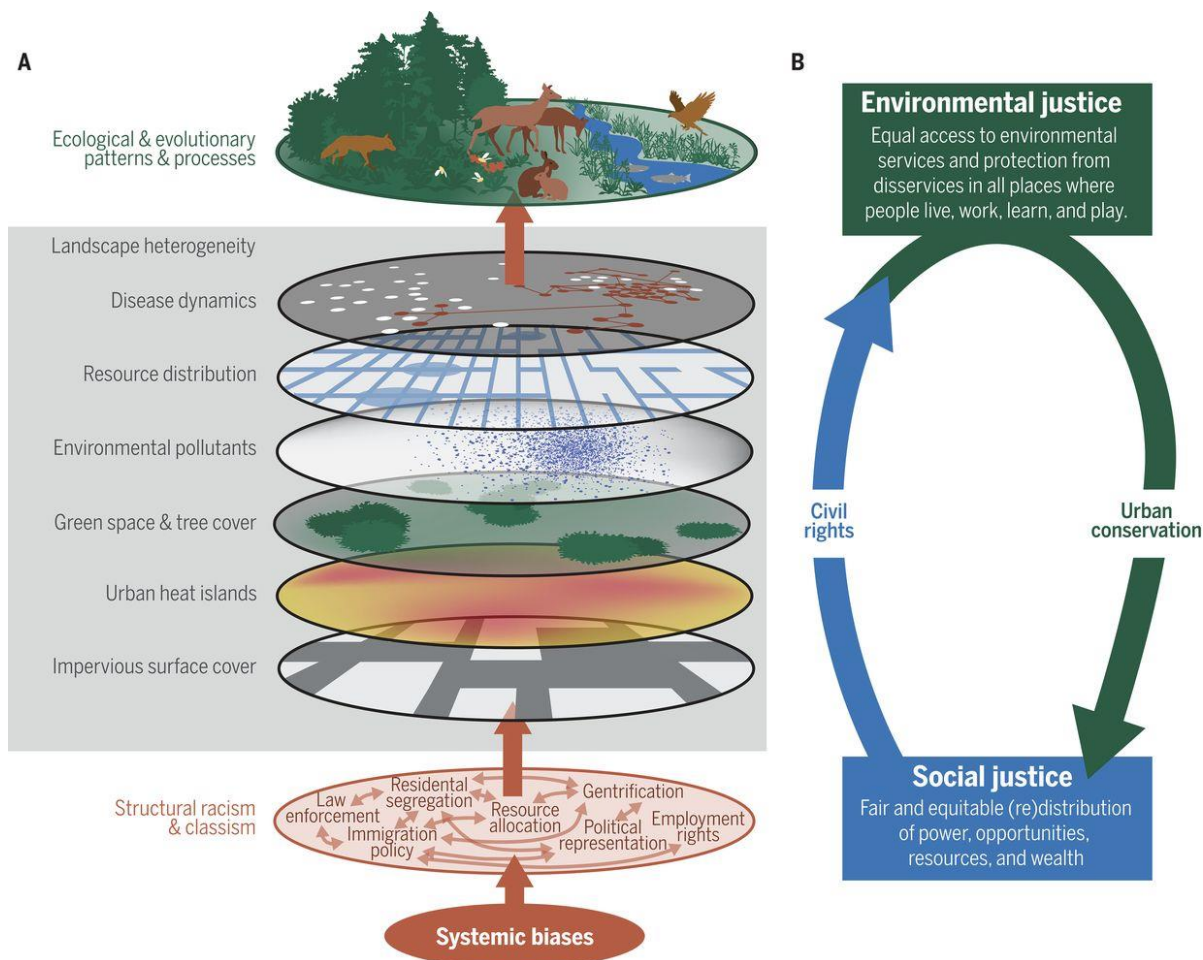 A
Ecological & evolutionary
patterns & processes
Landscape heterogeneity
Disease dynamics
Resource distribution
Environmental pollutants
Green space & tree cover
Urban heat islands
Impervious surface cover
Structural racism
& classism
Law
enforcement
Residental
segregation
Immigration
policy
Resource
allocation
Gentrification
Political
representation
Employment
rights
Systemic biases
B
Environmental justice
Equal access to environmental
services and protection from
disservices in all places where
people live, work, learn, and play.
Civil
rights
Urban
conservation
Social justice
Fair and equitable (re)distribution
of power, opportunities,
resources, and wealth